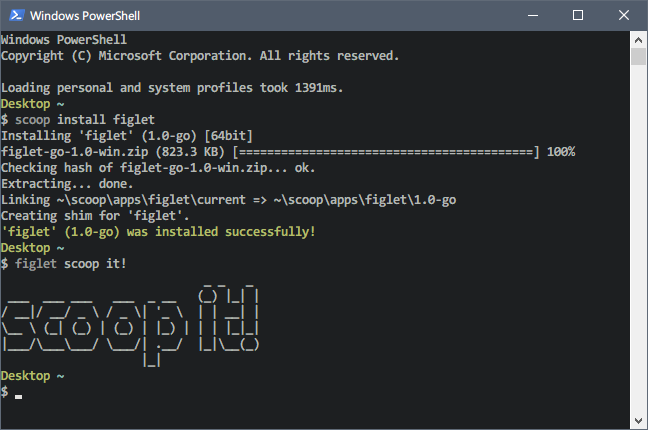 Windows PowerShell
Windows PowerShell
Copyright (C) Microsoft Corporation. All rights reserved.
Loading personal and system profiles took 1391ms.
Desktop ~
$ scoop install figlet
Installing 'figlet' (1.0-go) [64bit]
figlet-go-1.0-win.zip (823.3 KB) [==========================================] 100%
Checking hash of figlet-go-1.0-win.zip... ok.
Extracting... done.
Linking ~\scoop\apps\figlet\current => ~\scoop\apps\figlet\1.0-go
Creating shim for 'figlet'.
'figlet' (1.0-go) was installed successfully!
Desktop ~
$ figlet scoop it!
scoop it!
Desktop ~
$